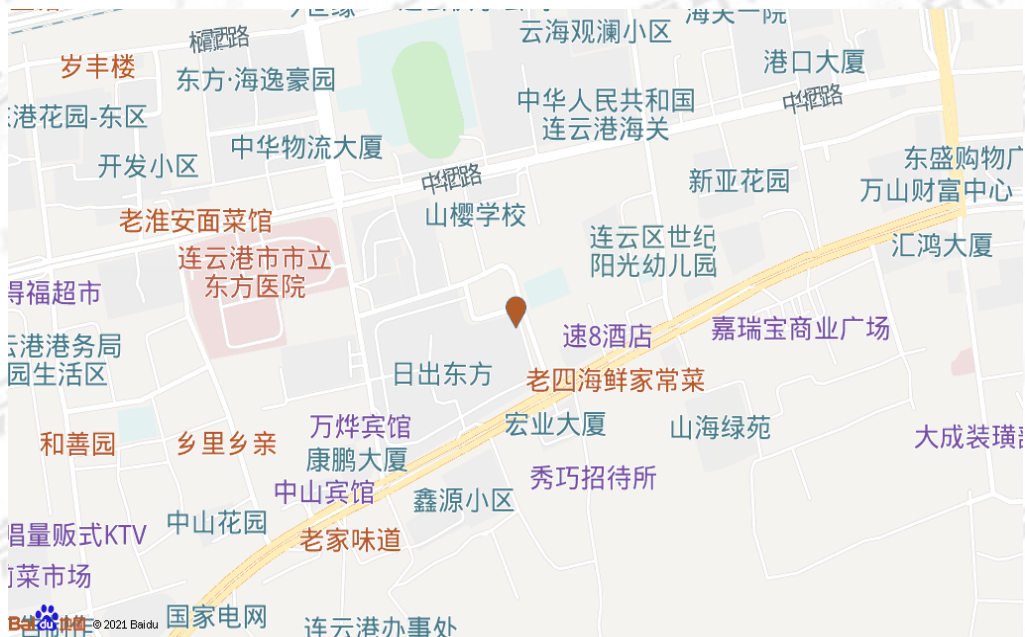 海关一院
云海观澜小区
岁丰楼
东方·海逸豪园
港口大厦
港花园-东区
中华人民共和国
连云港海关
中华西路
中华物流大厦
开发小区
中华西路
东盛购物广
新亚花园
万山财富中心
老淮安面菜馆
山樱学校
连云区世纪
阳光幼儿园
汇鸿大厦
连云港市市立
东方医院
得福超市
嘉瑞宝商业广场
速8酒店
云港港务局
园生活区
日出东方
老四海鲜家常菜
万烨宾馆
宏业大厦
山海绿苑
和善园
乡里乡亲
大成装璜
康鹏大厦
秀巧招待所
中山宾馆
鑫源小区
中山花园
唱量贩式KTV
老家味道
菜市场
国家电网
连云港办事处
Bai du 地图
© 2021 Baidu